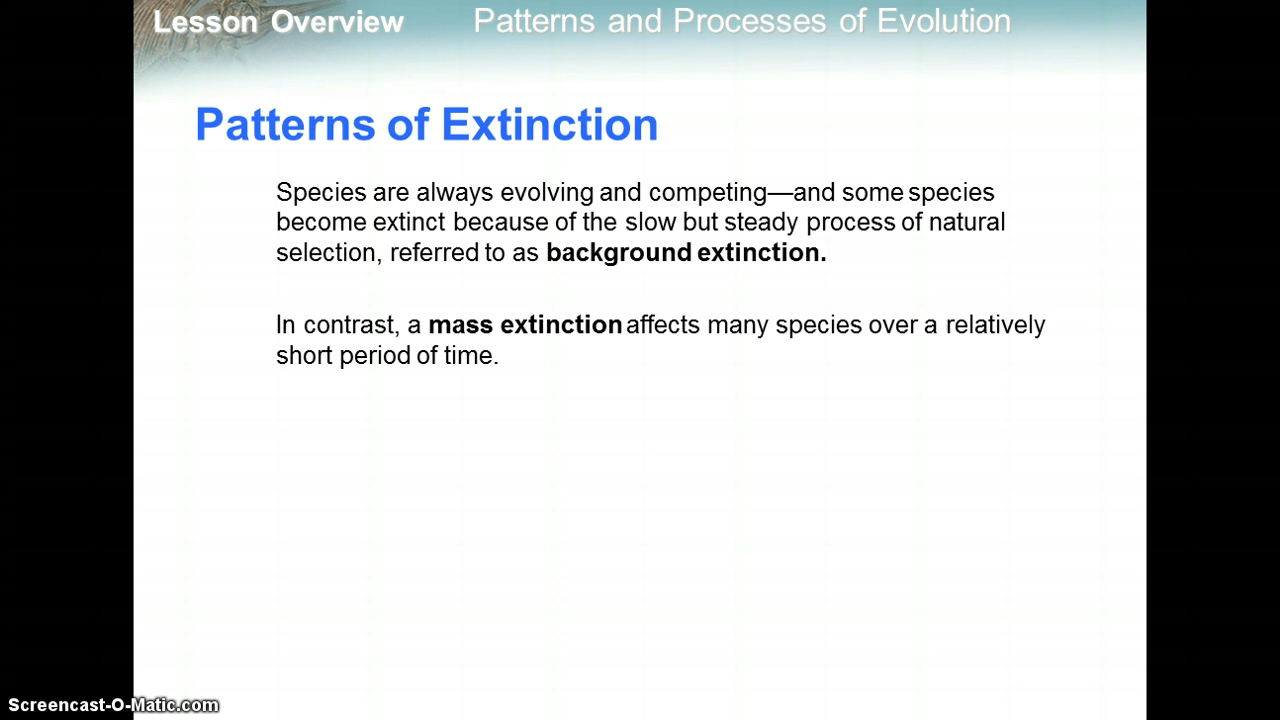 Lesson Overview Patterns and Processes of Evolution
Patterns of Extinction
Species are always evolving and competing—and some species
become extinct because of the slow but steady process of natural
selection, referred to as background extinction.
In contrast, a mass extinction affects many species over a relatively
short period of time.
Screencast-O-Matic.com